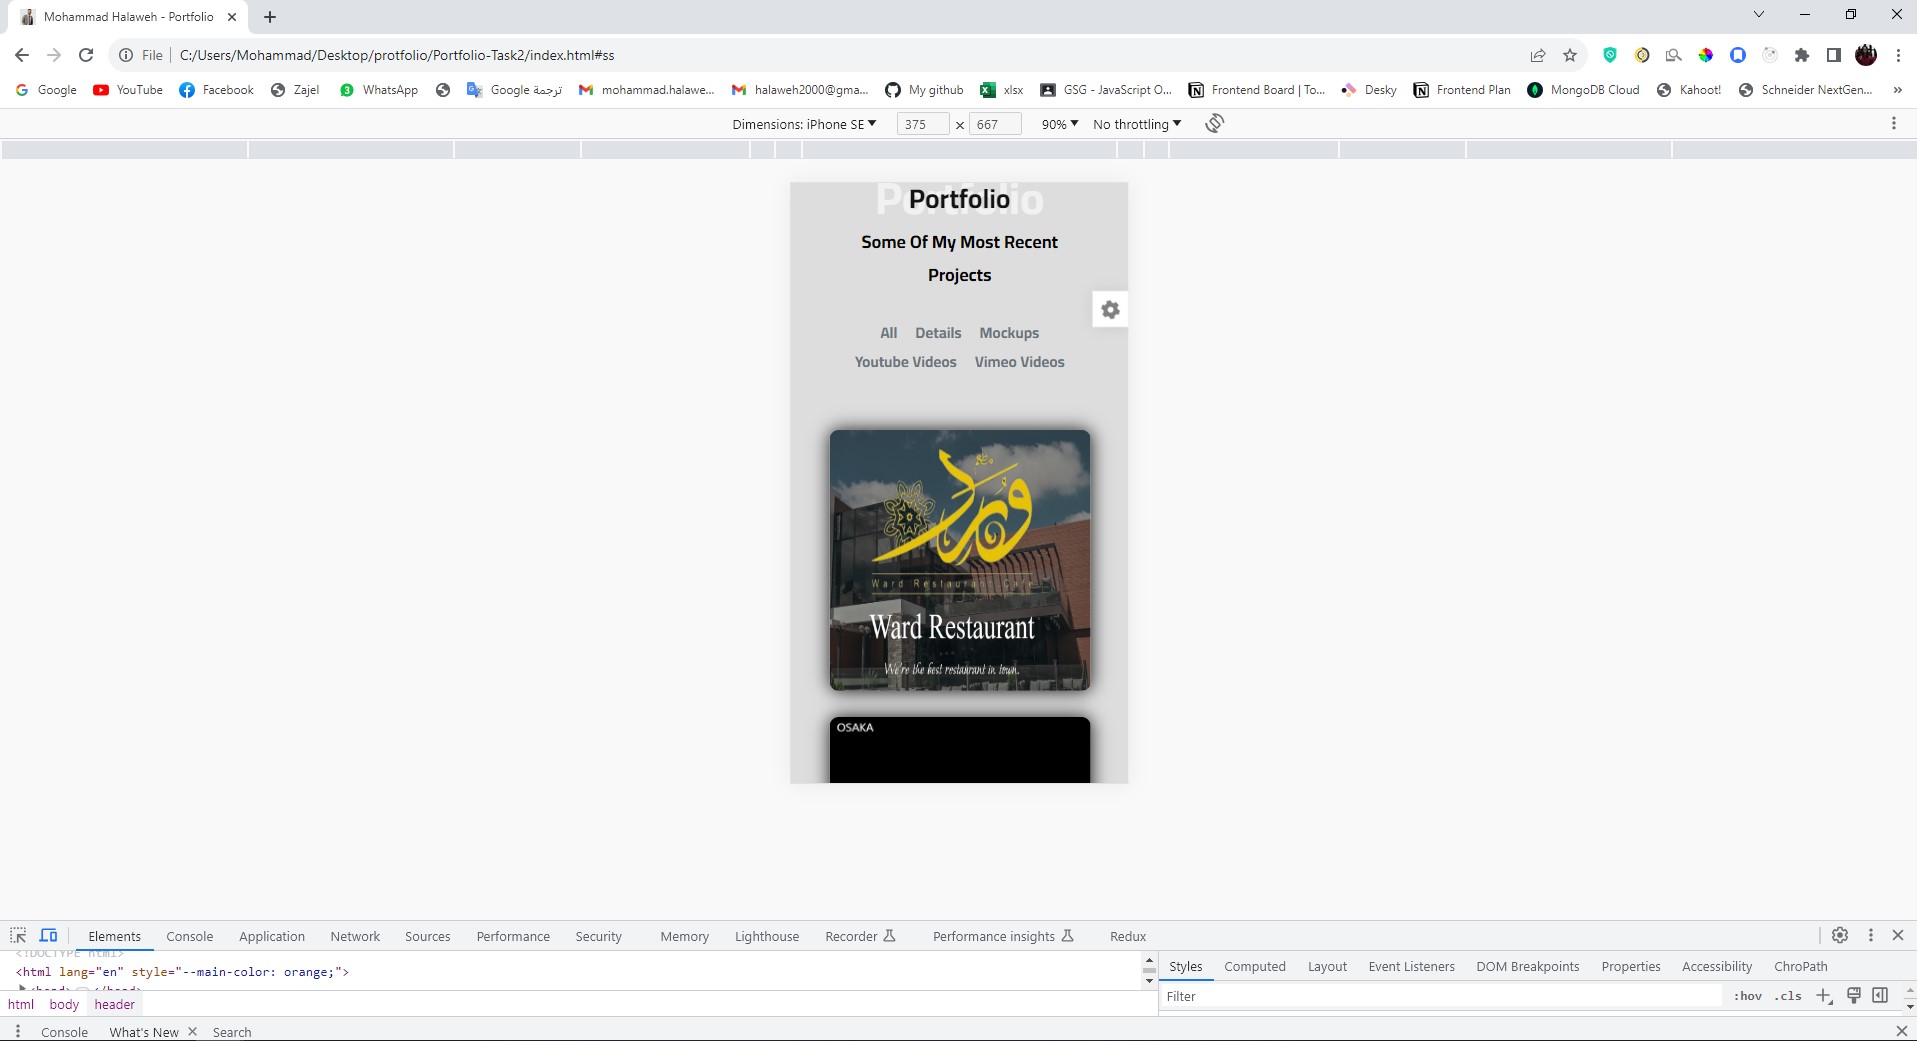 Mohammad Halaweh - Portfolio
File
C:/Users/Mohammad/Desktop/protfolio/Portfolio-Task2/index.html#ss
Google YouTube Facebook Zajel WhatsApp Google ترجمة mohammad.halawe... halaweh2000@gma... My github xlsx GSG - JavaScript O... Frontend Board | To... Desky Frontend Plan MongoDB Cloud Kahoot! Schneider NextGen... »
Dimensions: iPhone SE 375 × 667 90% No throttling
Portfolio
Portfolio
Some Of My Most Recent
Projects
All Details Mockups
Youtube Videos Vimeo Videos
ورد
Ward Restaurant Cafe
Ward Restaurant
We're the best restaurant in town.
OSAKA
Elements Console Application Network Sources Performance Security Memory Lighthouse Recorder Performance insights Redux
<!DOCTYPE html>
<html lang="en" style="--main-color: orange;">
<head> </head>
html body header
Styles Computed Layout Event Listeners DOM Breakpoints Properties Accessibility ChroPath
Filter :hov .cls
Console What's New Search